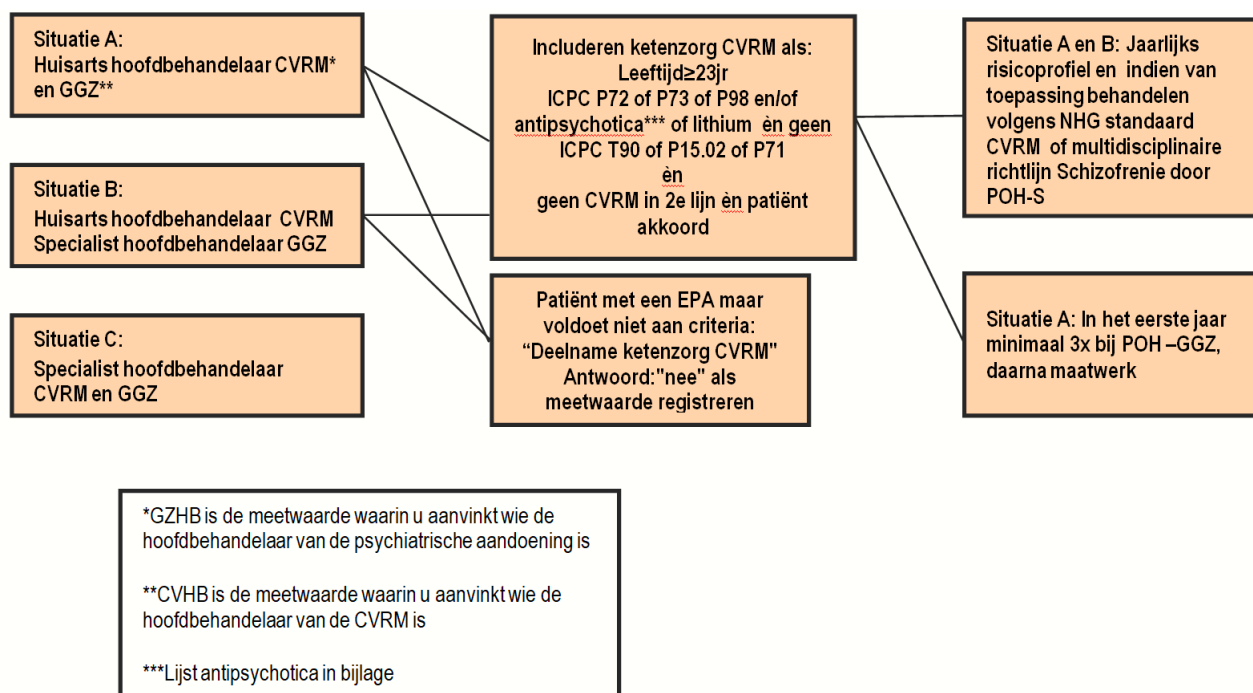 Situatie A:
Huisarts hoofdbehandelaar CVRM*
en GGZ**
Situatie B:
Huisarts hoofdbehandelaar CVRM
Specialist hoofdbehandelaar GGZ
Situatie C:
Specialist hoofdbehandelaar
CVRM en GGZ
Includeren ketenzorg CVRM als:
Leeftijd≥23jr
ICPC P72 of P73 of P98 en/of
antipsychotica*** of lithium èn geen
ICPC T90 of P15.02 of P71
èn
geen CVRM in 2e lijn èn patiënt
akkoord
Patiënt met een EPA maar
voldoet niet aan criteria:
“Deelname ketenzorg CVRM"
Antwoord:"nee" als
meetwaarde registreren
Situatie A en B: Jaarlijks
risicoprofiel en indien van
toepassing behandelen
volgens NHG standaard
CVRM of multidisciplinaire
richtlijn Schizofrenie door
POH-S
Situatie A: In het eerste jaar
minimaal 3x bij POH –GGZ,
daarna maatwerk
*GZHB is de meetwaarde waarin u aanvinkt wie de
hoofdbehandelaar van de psychiatrische aandoening is
**CVHB is de meetwaarde waarin u aanvinkt wie de
hoofdbehandelaar van de CVRM is
***Lijst antipsychotica in bijlage